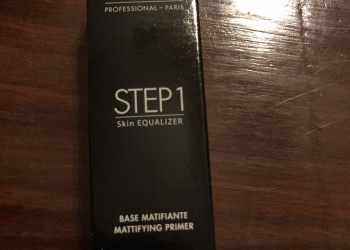 PROFESSIONAL – PARIS
STEP 1
Skin EQUALIZER
BASE MATIFIANTE
MATTIFYING PRIMER